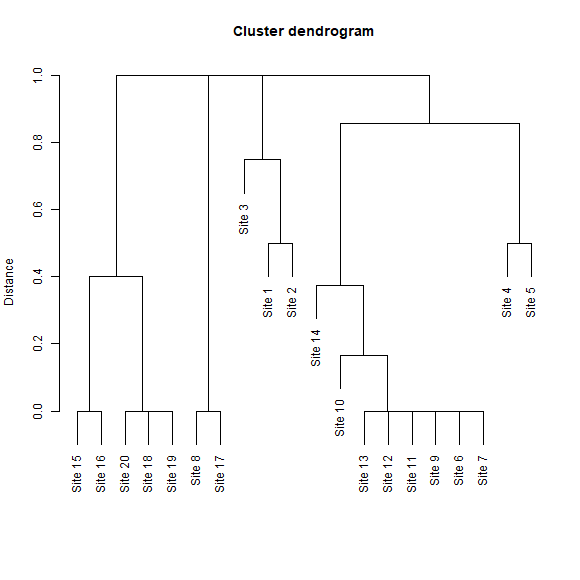 Cluster dendrogram
Distance
1.0
0.8
0.6
0.4
0.2
0.0
Site 15
Site 16
Site 20
Site 18
Site 19
Site 8
Site 17
Site 3
Site 1
Site 2
Site 14
Site 10
Site 13
Site 12
Site 11
Site 9
Site 6
Site 7
Site 4
Site 5